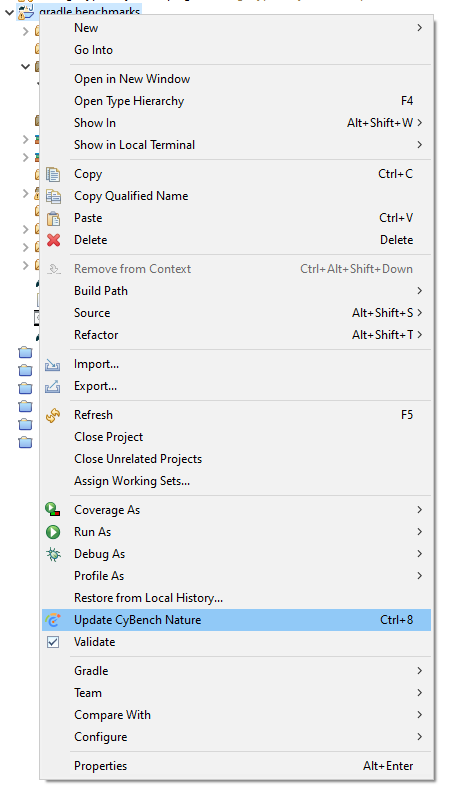 gradle benchmarks
New
Go Into
Open in New Window
Open Type Hierarchy F4
Show In Alt+Shift+W
Show in Local Terminal
Copy Ctrl+C
Copy Qualified Name
Paste Ctrl+V
Delete Delete
Remove from Context Ctrl+Alt+Shift+Down
Build Path
Source Alt+Shift+S
Refactor Alt+Shift+T
Import...
Export...
Refresh F5
Close Project
Close Unrelated Projects
Assign Working Sets...
Coverage As
Run As
Debug As
Profile As
Restore from Local History...
Update CyBench Nature Ctrl+8
Validate
Gradle
Team
Compare With
Configure
Properties Alt+Enter